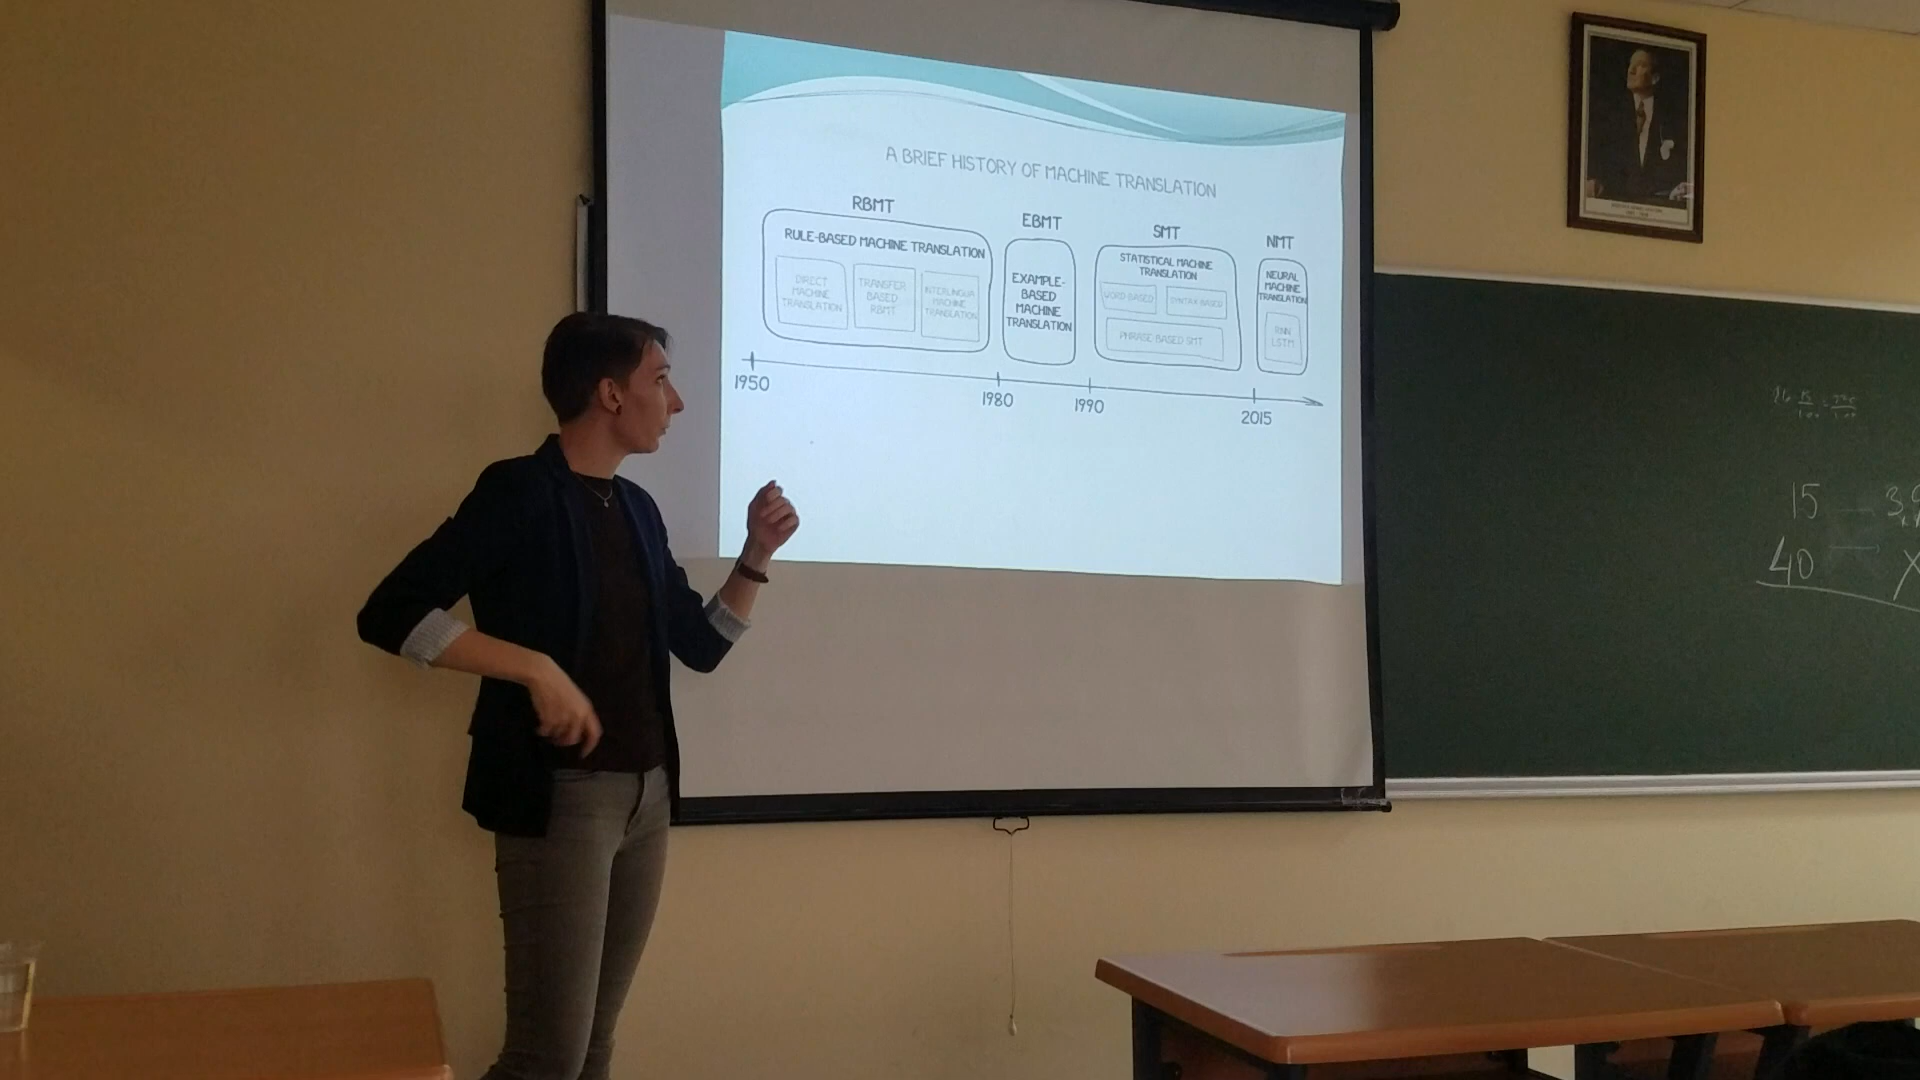 A BRIEF HISTORY OF MACHINE TRANSLATION
RBMT
RULE-BASED MACHINE TRANSLATION
DIRECT
MACHINE
TRANSLATION
TRANSFER
BASED
RBMT
INTERLINGUA
MACHINE
TRANSLATION
EBMT
EXAMPLE-
BASED
MACHINE
TRANSLATION
SMT
STATISTICAL MACHINE
TRANSLATION
WORD-BASED
SYNTAX-BASED
PHRASE-BASED SMT
NMT
NEURAL
MACHINE
TRANSLATION
RNN
LSTM
1950
1980
1990
2015
15
40 X